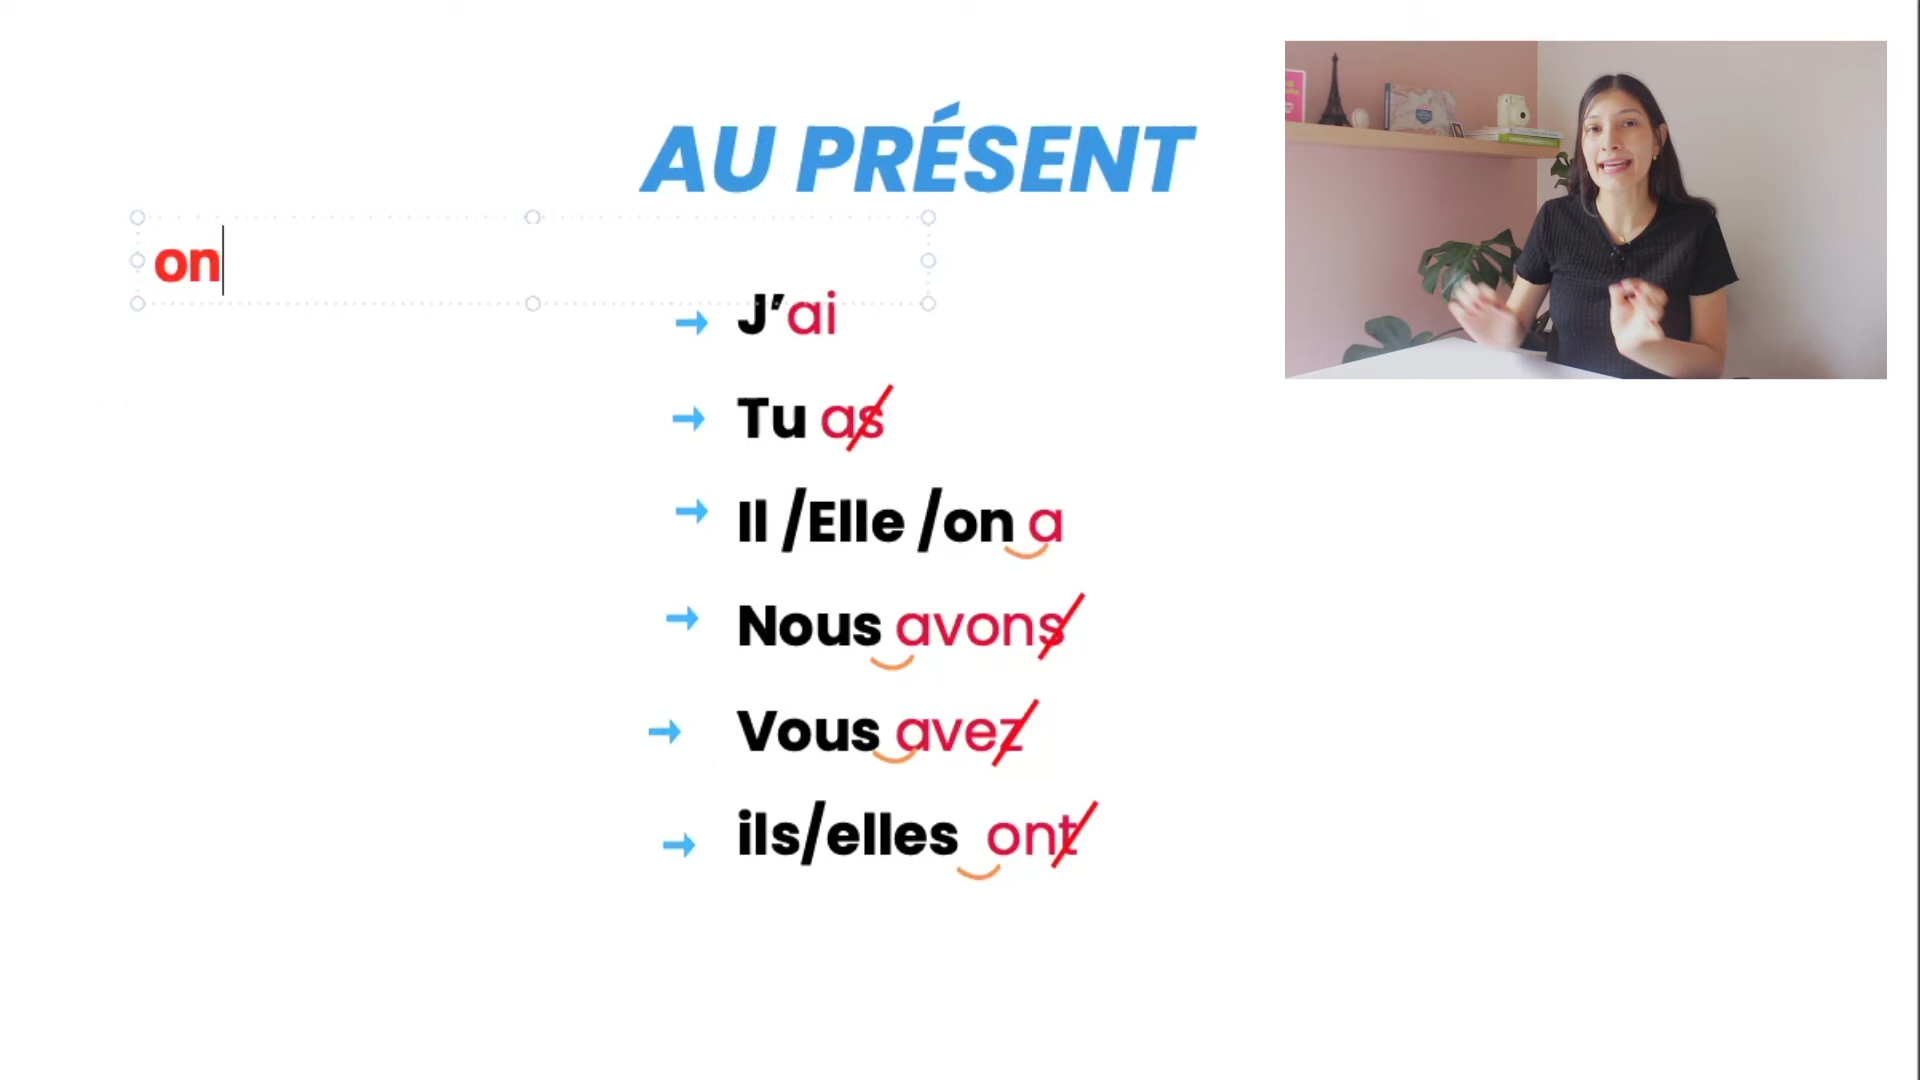 AU PRÉSENT
on
J’ai
Tu as
Il /Elle /on a
Nous avons
Vous avez
ils/elles ont